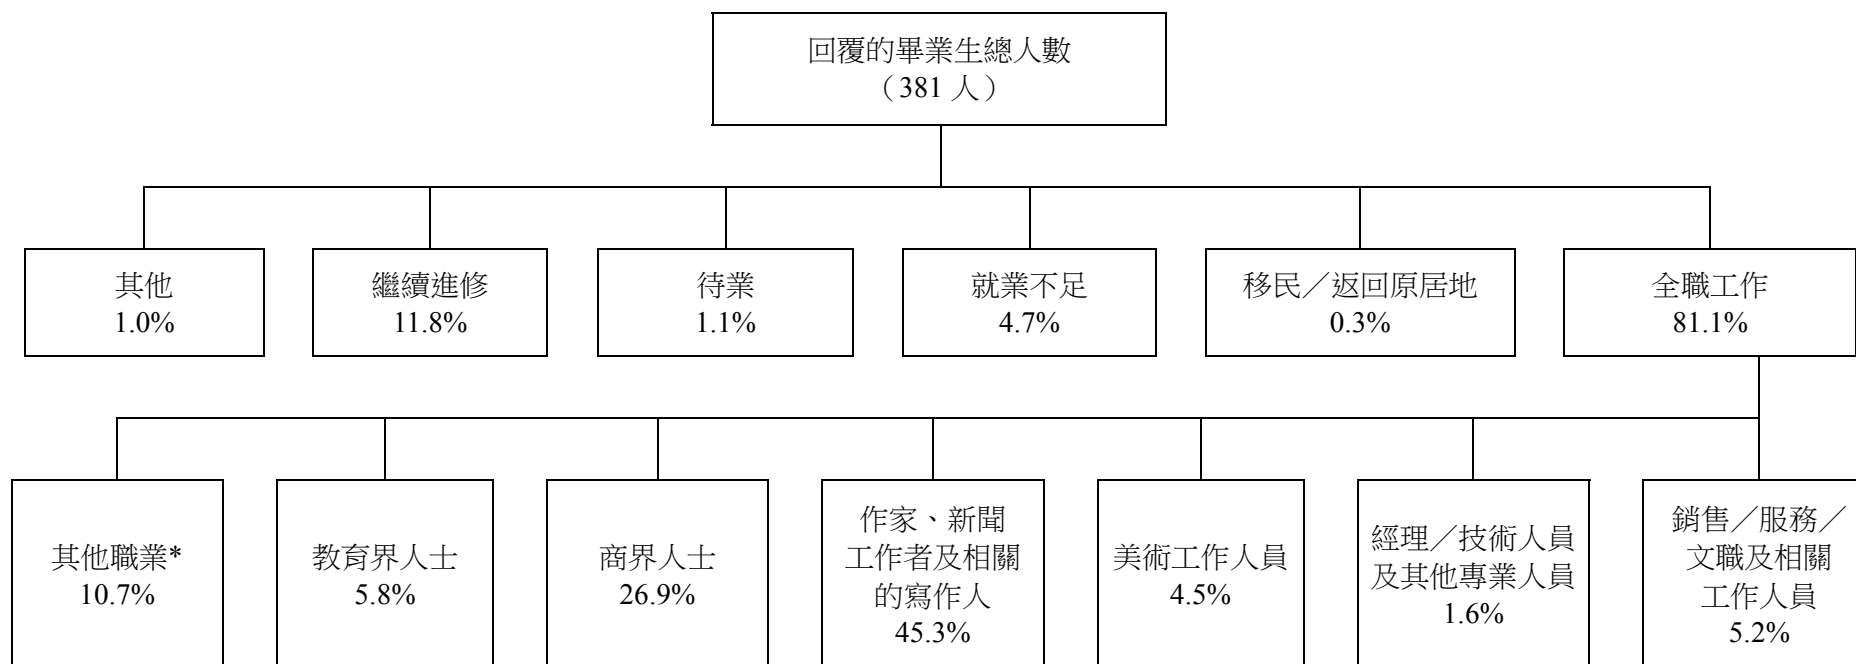 回覆的畢業生總人數
（381 人）
其他
1.0%
繼續進修
11.8%
待業
1.1%
就業不足
4.7%
移民／返回原居地
0.3%
全職工作
81.1%
其他職業*
10.7%
教育界人士
5.8%
商界人士
26.9%
作家、新聞
工作者及相關
的寫作人
45.3%
美術工作人員
4.5%
經理／技術人員
及其他專業人員
1.6%
銷售／服務／
文職及相關
工作人員
5.2%